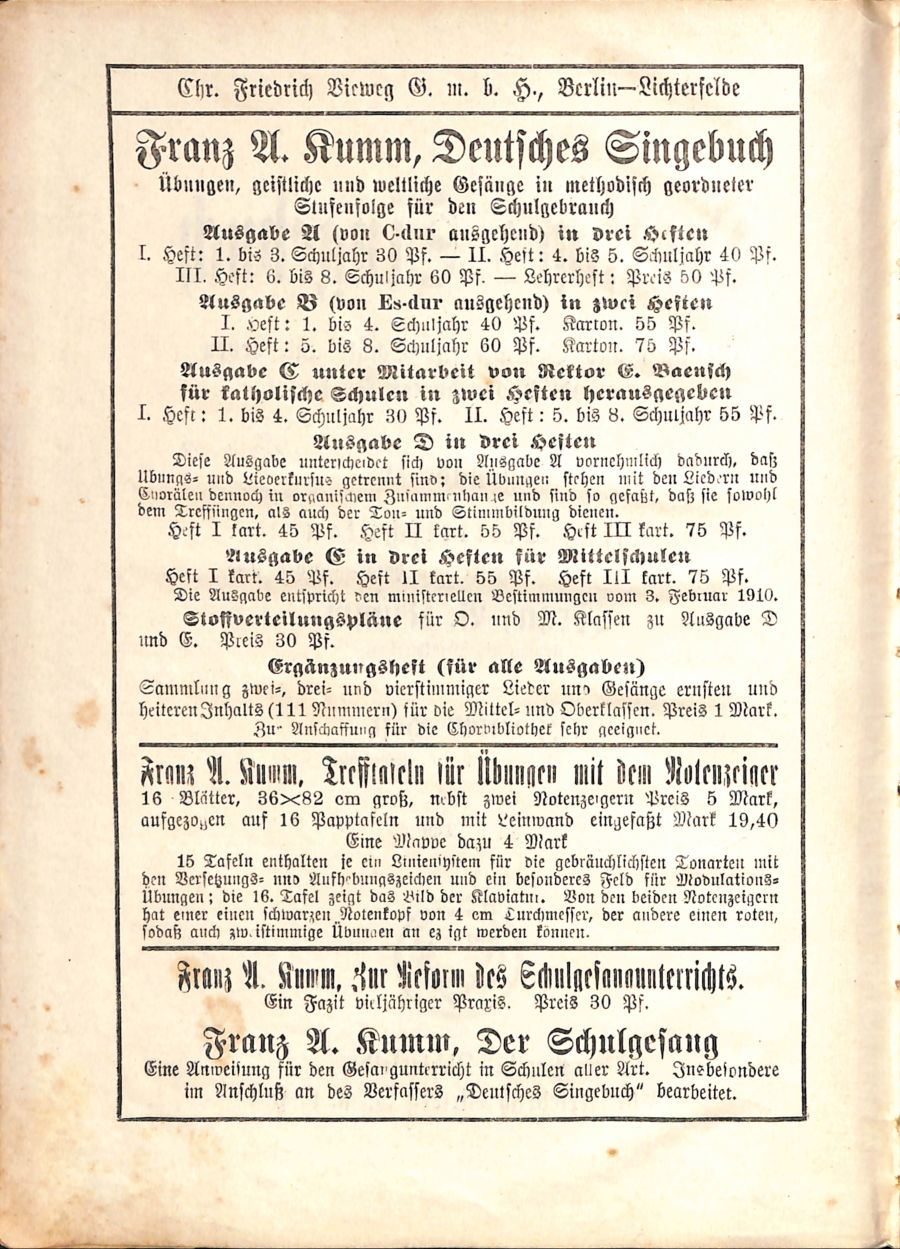 Chr. Friedrich Vieweg G. m. b. H., Berlin—Lichterfelde
Franz A. Kumm, Deutsches Singebuch
Übungen, geistliche und weltliche Gesänge in methodisch geordneter
Stufenfolge für den Schulgebrauch
Ausgabe A (von C-dur ausgehend) in drei Heften
I. Heft: 1. bis 3. Schuljahr 30 Pf. — II. Heft: 4. bis 5. Schuljahr 40 Pf.
III. Heft: 6. bis 8. Schuljahr 60 Pf. — Lehrerheft: Preis 50 Pf.
Ausgabe B (von Es-dur ausgehend) in zwei Heften
I. Heft: 1. bis 4. Schuljahr 40 Pf. Karton. 55 Pf.
II. Heft: 5. bis 8. Schuljahr 60 Pf. Karton. 75 Pf.
Ausgabe C unter Mitarbeit von Rektor E. Baensch
für katholische Schulen in zwei Heften herausgegeben
I. Heft: 1. bis 4. Schuljahr 30 Pf. II. Heft: 5. bis 8. Schuljahr 55 Pf.
Ausgabe D in drei Heften
Diese Ausgabe unterscheidet sich von Ausgabe A vornehmlich dadurch, daß
Übungs- und Liederkursus getrennt sind; die Übungen stehen mit den Liedern und
Chorälen dennoch in organischem Zusammenhange und sind so gefaßt, daß sie sowohl
dem Treffsingen, als auch der Ton- und Stimmbildung dienen.
Heft I kart. 45 Pf. Heft II kart. 55 Pf. Heft III kart. 75 Pf.
Ausgabe E in drei Heften für Mittelschulen
Heft I kart. 45 Pf. Heft II kart. 55 Pf. Heft III kart. 75 Pf.
Die Ausgabe entspricht den ministeriellen Bestimmungen vom 3. Februar 1910.
Stoffverteilungspläne für O. und M. Klassen zu Ausgabe D
und E. Preis 30 Pf.
Ergänzungsheft (für alle Ausgaben)
Sammlung zwei-, drei- und vierstimmiger Lieder und Gesänge ernsten und
heiteren Inhalts (111 Nummern) für die Mittel- und Oberklassen. Preis 1 Mark.
Zur Anschaffung für die Chorbibliothek sehr geeignet.
Franz A. Kumm, Trefftafeln für Übungen mit dem Notenzeiger
16 Blätter, 36×82 cm groß, nebst zwei Notenzeigern Preis 5 Mark,
aufgezogen auf 16 Papptafeln und mit Leinwand eingefaßt Mark 19,40
Eine Mappe dazu 4 Mark
15 Tafeln enthalten je ein Liniensystem für die gebräuchlichsten Tonarten mit
den Versetzungs- und Aufhebungszeichen und ein besonderes Feld für Modulations-
Übungen; die 16. Tafel zeigt das Bild der Klaviatur. Von den beiden Notenzeigern
hat einer einen schwarzen Notenkopf von 4 cm Durchmesser, der andere einen roten,
sodaß auch zweistimmige Übungen angezeigt werden können.
Franz A. Kumm, Zur Reform des Schulgesangunterrichts.
Ein Fazit vieljähriger Praxis. Preis 30 Pf.
Franz A. Kumm, Der Schulgesang
Eine Anweisung für den Gesangunterricht in Schulen aller Art. Insbesondere
im Anschluß an des Verfassers „Deutsches Singebuch“ bearbeitet.